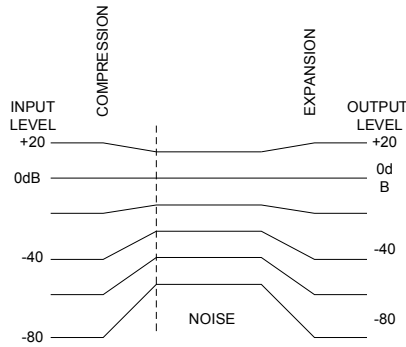 COMPRESSION
EXPANSION
INPUT
LEVEL
OUTPUT
LEVEL
+20
+20
0dB
0d
B
-40
-40
NOISE
-80
-80